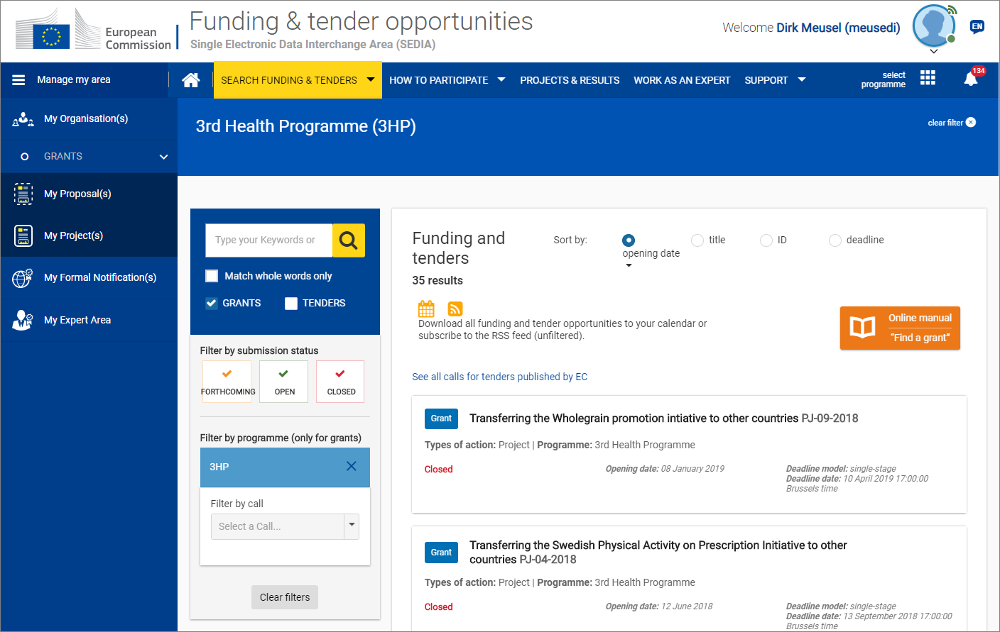 European
Commission
Funding & tender opportunities
Single Electronic Data Interchange Area (SEDIA)
Welcome Dirk Meusel (meusedi)
EN
Manage my area
SEARCH FUNDING & TENDERS
HOW TO PARTICIPATE
PROJECTS & RESULTS
WORK AS AN EXPERT
SUPPORT
select
programme
134
My Organisation(s)
GRANTS
My Proposal(s)
My Project(s)
My Formal Notification(s)
My Expert Area
3rd Health Programme (3HP)
clear filter
Type your Keywords or
Match whole words only
GRANTS
TENDERS
Filter by submission status
FORTHCOMING
OPEN
CLOSED
Filter by programme (only for grants)
3HP
Filter by call
Select a Call...
Clear filters
Funding and
tenders
35 results
Sort by:
opening date
title
ID
deadline
Download all funding and tender opportunities to your calendar or
subscribe to the RSS feed (unfiltered).
Online manual
“Find a grant”
See all calls for tenders published by EC
Grant
Transferring the Wholegrain promotion intiative to other countries PJ-09-2018
Types of action: Project | Programme: 3rd Health Programme
Closed
Opening date: 08 January 2019
Deadline model: single-stage
Deadline date: 10 April 2019 17:00:00
Brussels time
Grant
Transferring the Swedish Physical Activity on Prescription Initiative to other
countries PJ-04-2018
Types of action: Project | Programme: 3rd Health Programme
Closed
Opening date: 12 June 2018
Deadline model: single-stage
Deadline date: 13 September 2018 17:00:00
Brussels time